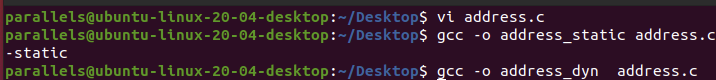 parallels@ubuntu-linux-20-04-desktop:~/Desktop$ vi address.c
parallels@ubuntu-linux-20-04-desktop:~/Desktop$ gcc -o address_static address.c
-static
parallels@ubuntu-linux-20-04-desktop:~/Desktop$ gcc -o address_dyn  address.c